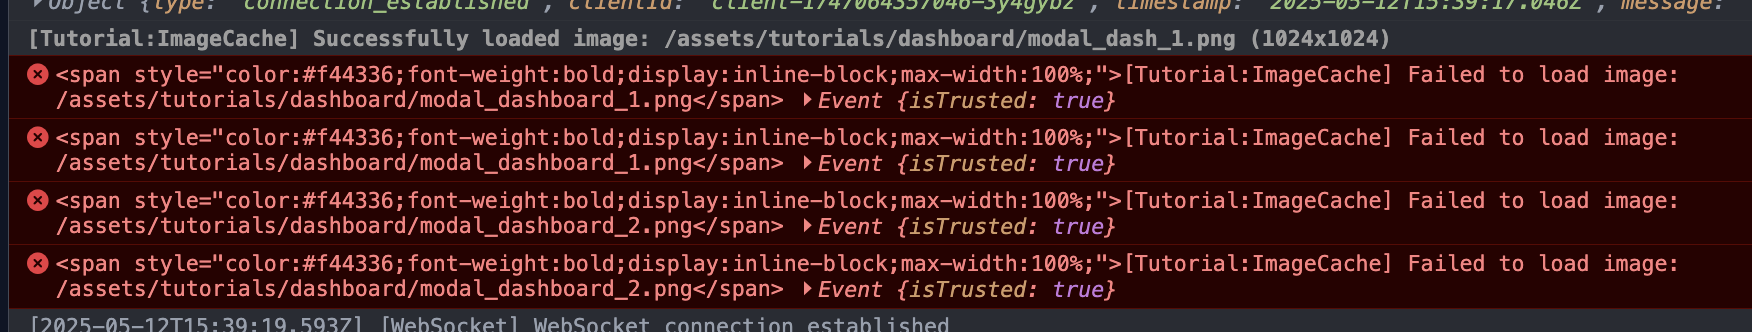 Object {type: "connection_established", clientId: "client-1747064357046-3y4gybz", timestamp: "2025-05-12T15:39:17.046Z", message:
[Tutorial:ImageCache] Successfully loaded image: /assets/tutorials/dashboard/modal_dash_1.png (1024x1024)
<span style="color:#f44336;font-weight:bold;display:inline-block;max-width:100%;">[Tutorial:ImageCache] Failed to load image:
/assets/tutorials/dashboard/modal_dashboard_1.png</span> Event {isTrusted: true}
<span style="color:#f44336;font-weight:bold;display:inline-block;max-width:100%;">[Tutorial:ImageCache] Failed to load image:
/assets/tutorials/dashboard/modal_dashboard_1.png</span> Event {isTrusted: true}
<span style="color:#f44336;font-weight:bold;display:inline-block;max-width:100%;">[Tutorial:ImageCache] Failed to load image:
/assets/tutorials/dashboard/modal_dashboard_2.png</span> Event {isTrusted: true}
<span style="color:#f44336;font-weight:bold;display:inline-block;max-width:100%;">[Tutorial:ImageCache] Failed to load image:
/assets/tutorials/dashboard/modal_dashboard_2.png</span> Event {isTrusted: true}
[2025-05-12T15:39:19.593Z] [WebSocket] WebSocket connection established